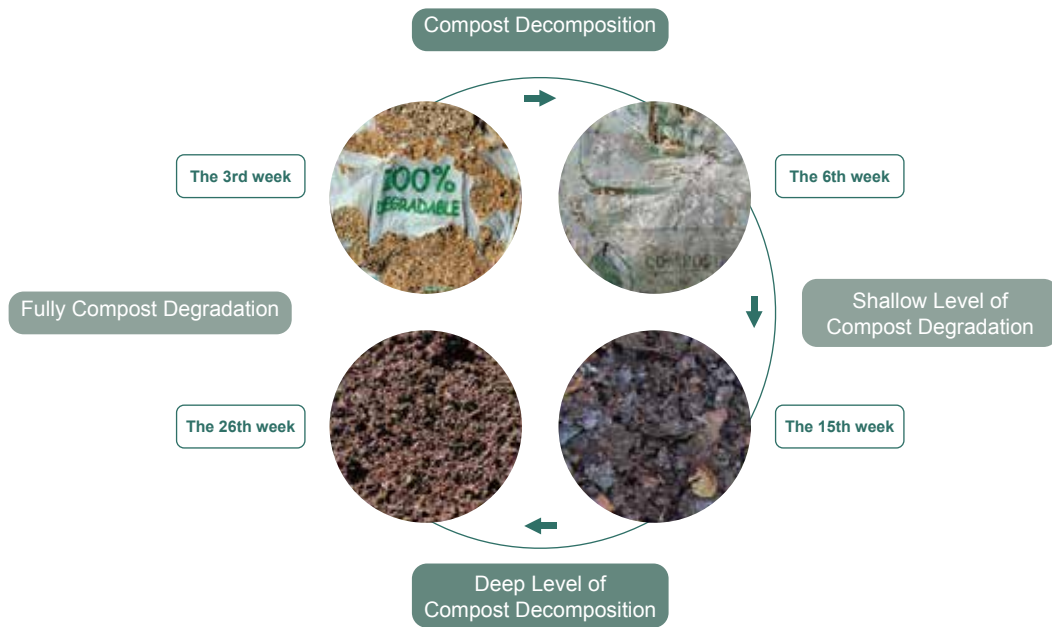 Compost Decomposition
The 3rd week
100%
DEGRADABLE
The 6th week
Fully Compost Degradation
Shallow Level of
Compost Degradation
The 26th week
The 15th week
Deep Level of
Compost Decomposition